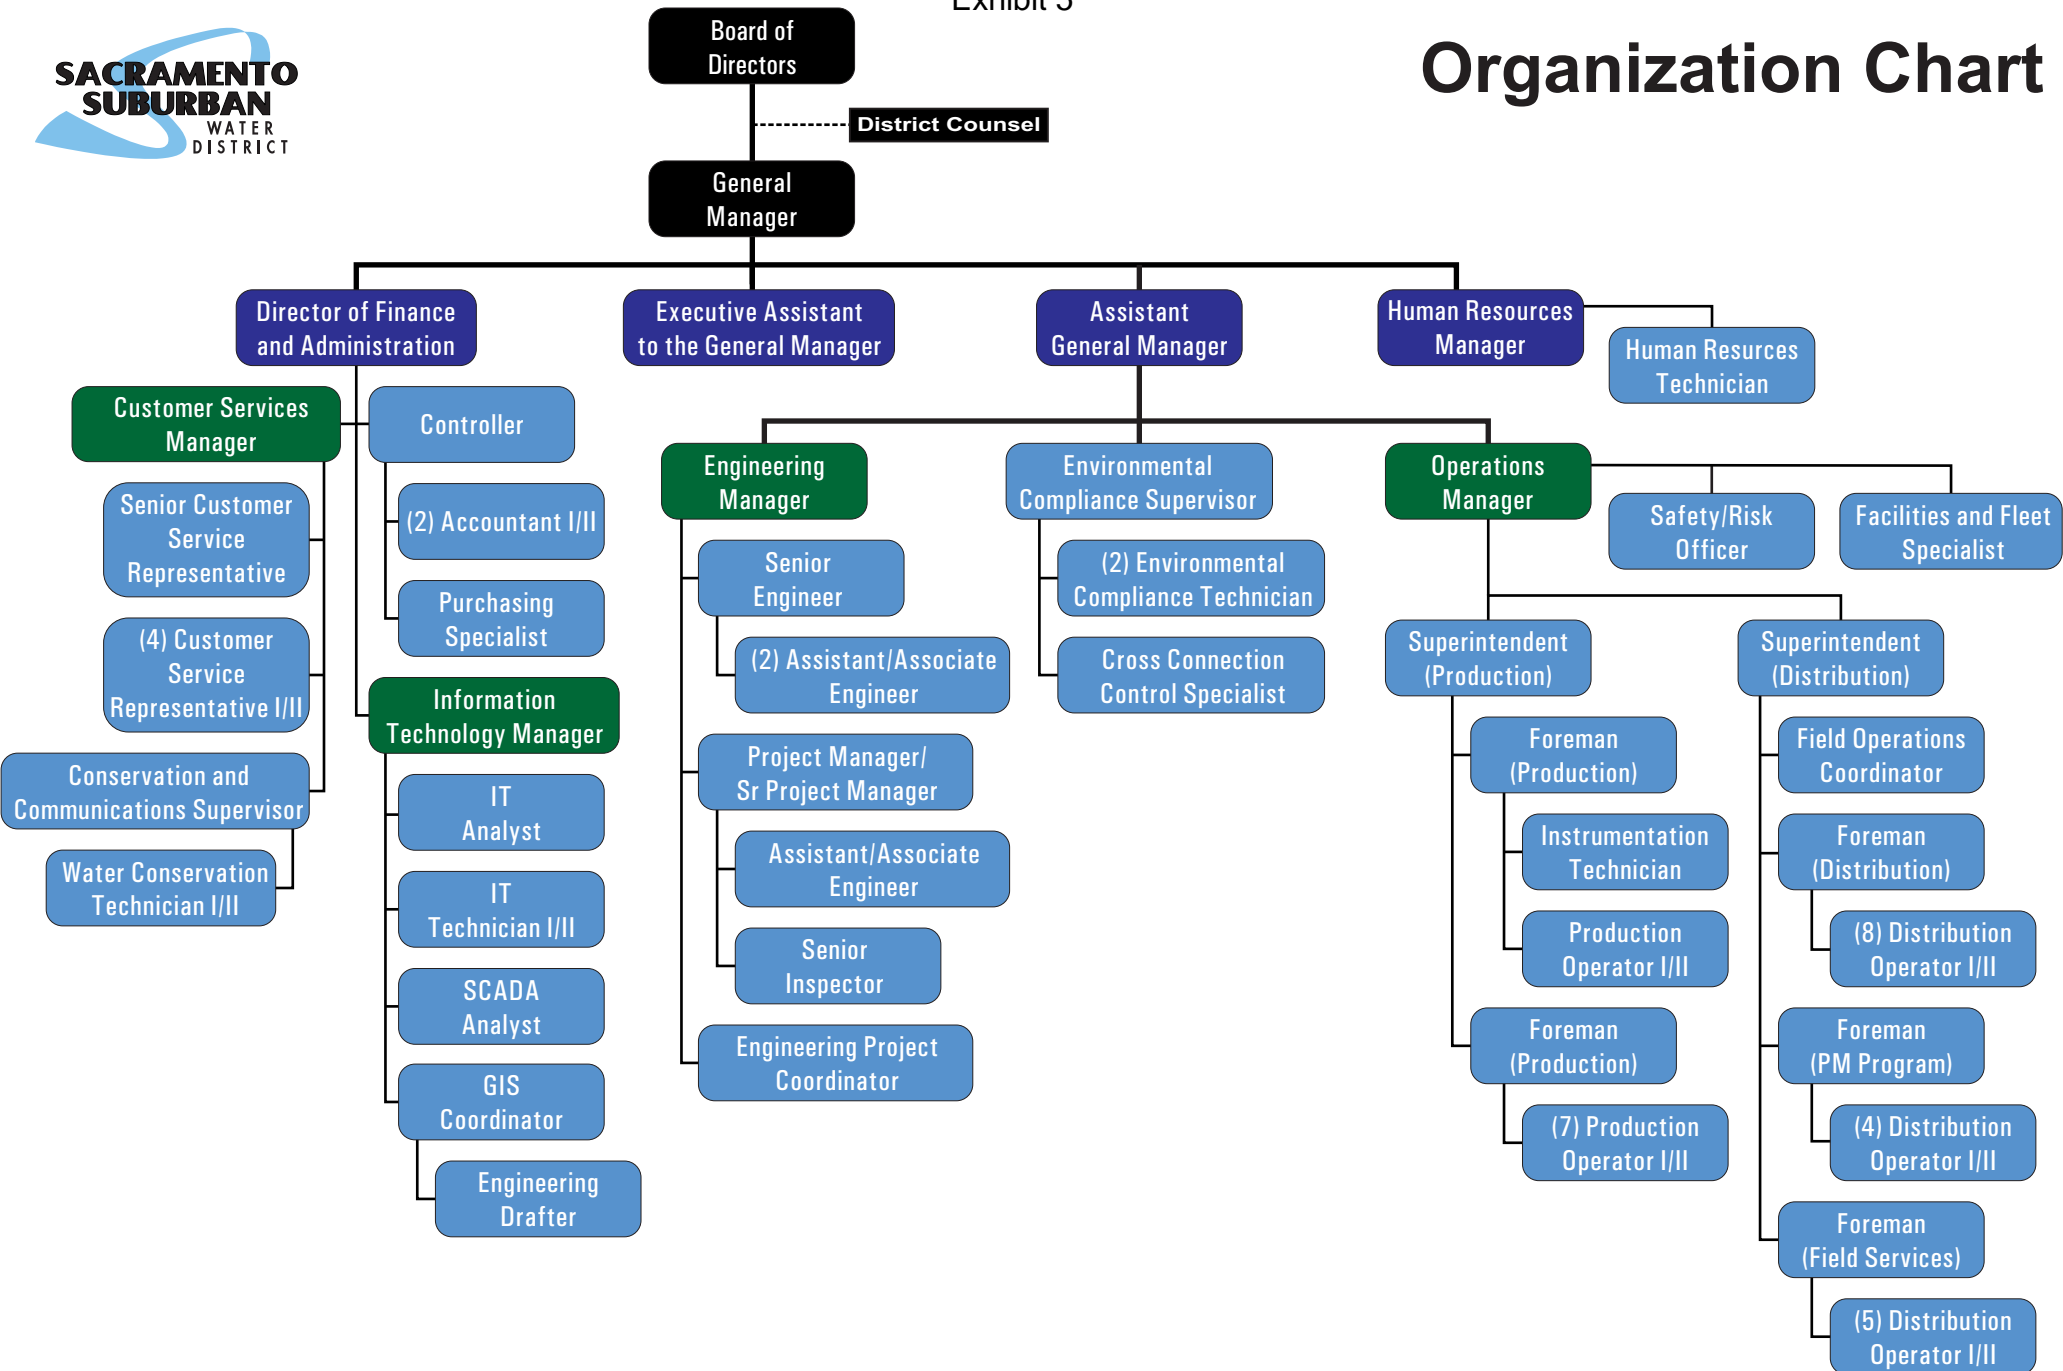 Exhibit 3
SACRAMENTO
SUBURBAN
WATER
DISTRICT
Organization Chart
Board of
Directors
District Counsel
General
Manager
Director of Finance
and Administration
Executive Assistant
to the General Manager
Assistant
General Manager
Human Resources
Manager
Human Resurces
Technician
Customer Services
Manager
Senior Customer
Service
Representative
(4) Customer
Service
Representative I/II
Conservation and
Communications Supervisor
Water Conservation
Technician I/II
Controller
(2) Accountant I/II
Purchasing
Specialist
Information
Technology Manager
IT
Analyst
IT
Technician I/II
SCADA
Analyst
GIS
Coordinator
Engineering
Drafter
Engineering
Manager
Senior
Engineer
(2) Assistant/Associate
Engineer
Project Manager/
Sr Project Manager
Assistant/Associate
Engineer
Senior
Inspector
Engineering Project
Coordinator
Environmental
Compliance Supervisor
(2) Environmental
Compliance Technician
Cross Connection
Control Specialist
Operations
Manager
Safety/Risk
Officer
Facilities and Fleet
Specialist
Superintendent
(Production)
Foreman
(Production)
Instrumentation
Technician
Production
Operator I/II
Foreman
(Production)
(7) Production
Operator I/II
Superintendent
(Distribution)
Field Operations
Coordinator
Foreman
(Distribution)
(8) Distribution
Operator I/II
Foreman
(PM Program)
(4) Distribution
Operator I/II
Foreman
(Field Services)
(5) Distribution
Operator I/II